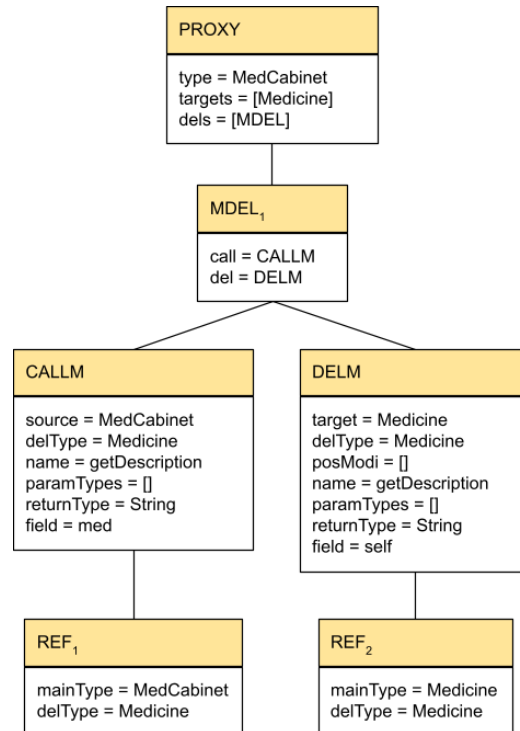 PROXY
type = MedCabinet
targets = [Medicine]
dels = [MDEL]
MDEL₁
call = CALLM
del = DELM
CALLM
source = MedCabinet
delType = Medicine
name = getDescription
paramTypes = []
returnType = String
field = med
DELM
target = Medicine
delType = Medicine
posModi = []
name = getDescription
paramTypes = []
returnType = String
field = self
REF₁
mainType = MedCabinet
delType = Medicine
REF₂
mainType = Medicine
delType = Medicine